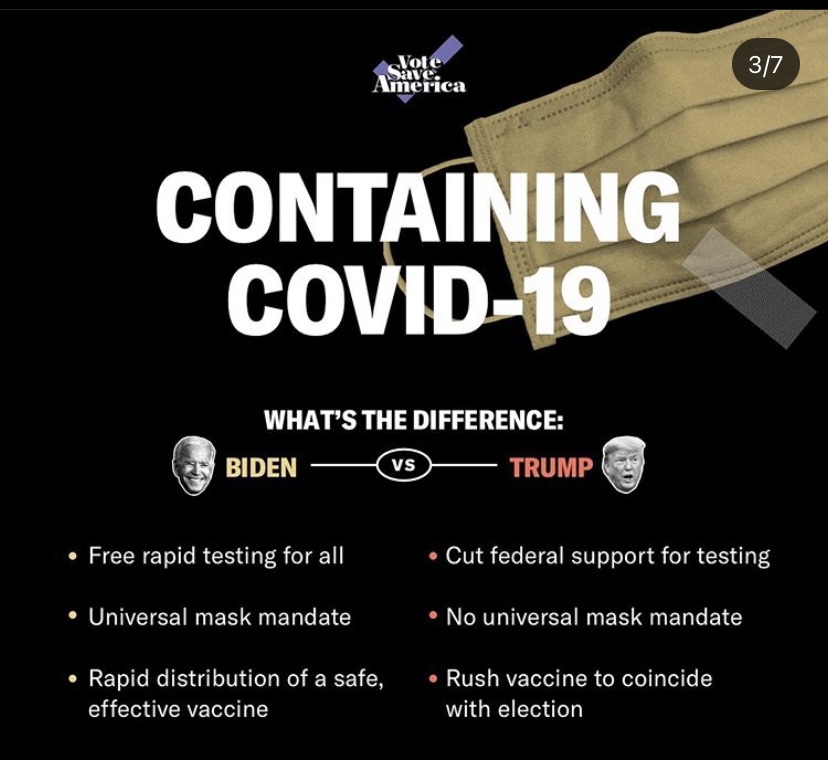 3/7
Vote
Save
America
CONTAINING
COVID-19
WHAT'S THE DIFFERENCE:
BIDEN VS TRUMP
• Free rapid testing for all
• Universal mask mandate
• Rapid distribution of a safe,
effective vaccine
• Cut federal support for testing
• No universal mask mandate
• Rush vaccine to coincide
with election